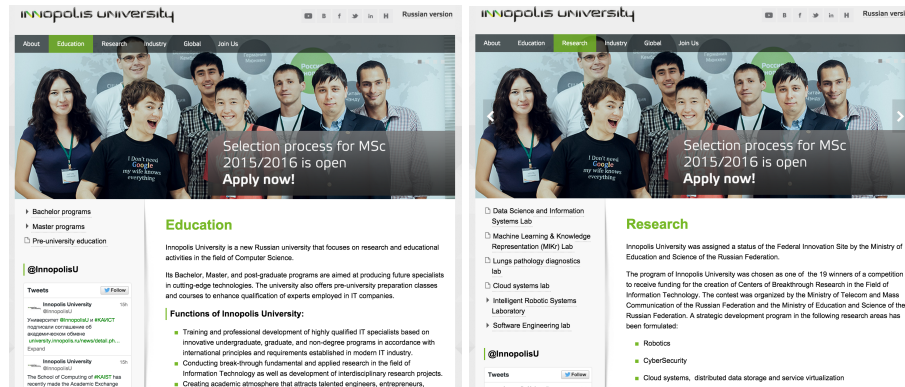 innopolis university
Russian version
About Education Research Industry Global Join Us
I Don't need
Google
my wife knows
everything
Selection process for MSc
2015/2016 is open
Apply now!
Bachelor programs
Master programs
Pre-university education
@InnopolisU
Tweets
Follow
Innopolis University
@InnopolisU
15h
Университет @InnopolisU и #КАИСТ
подписали соглашение об
академическом обмене
university.innopolis.ru/news/detail.ph...
Expand
Innopolis University
@InnopolisU
15h
The School of Computing of #KAIST has
recently made the Academic Exchange
Education
Innopolis University is a new Russian university that focuses on research and educational
activities in the field of Computer Science.
Its Bachelor, Master, and post-graduate programs are aimed at producing future specialists
in cutting-edge technologies. The university also offers pre-university preparation classes
and courses to enhance qualification of experts employed in IT companies.
Functions of Innopolis University:
Training and professional development of highly qualified IT specialists based on
innovative undergraduate, graduate, and non-degree programs in accordance with
international principles and requirements established in modern IT industry.
Conducting break-through fundamental and applied research in the field of
Information Technology as well as development of interdisciplinary research projects.
Creating academic atmosphere that attracts talented engineers, entrepreneurs,
innopolis university
Russian vers
About Education Research Industry Global Join Us
I Don't need
Google
my wife knows
everything
Selection process for MSc
2015/2016 is open
Apply now!
Data Science and Information
Systems Lab
Machine Learning & Knowledge
Representation (MlKr) Lab
Lungs pathology diagnostics
lab
Cloud systems lab
Intelligent Robotic Systems
Laboratory
Software Engineering lab
@InnopolisU
Tweets
Follow
Research
Innopolis University was assigned a status of the Federal Innovation Site by the Ministry of
Education and Science of the Russian Federation.
The program of Innopolis University was chosen as one of the 19 winners of a competition
to receive funding for the creation of Centers of Breakthrough Research in the Field of
Information Technology. The contest was organized by the Ministry of Telecom and Mass
Communication of the Russian Federation and the Ministry of Education and Science of the
Russian Federation. A strategic development program in the following research areas has
been formulated:
Robotics
CyberSecurity
Cloud systems, distributed data storage and service virtualization